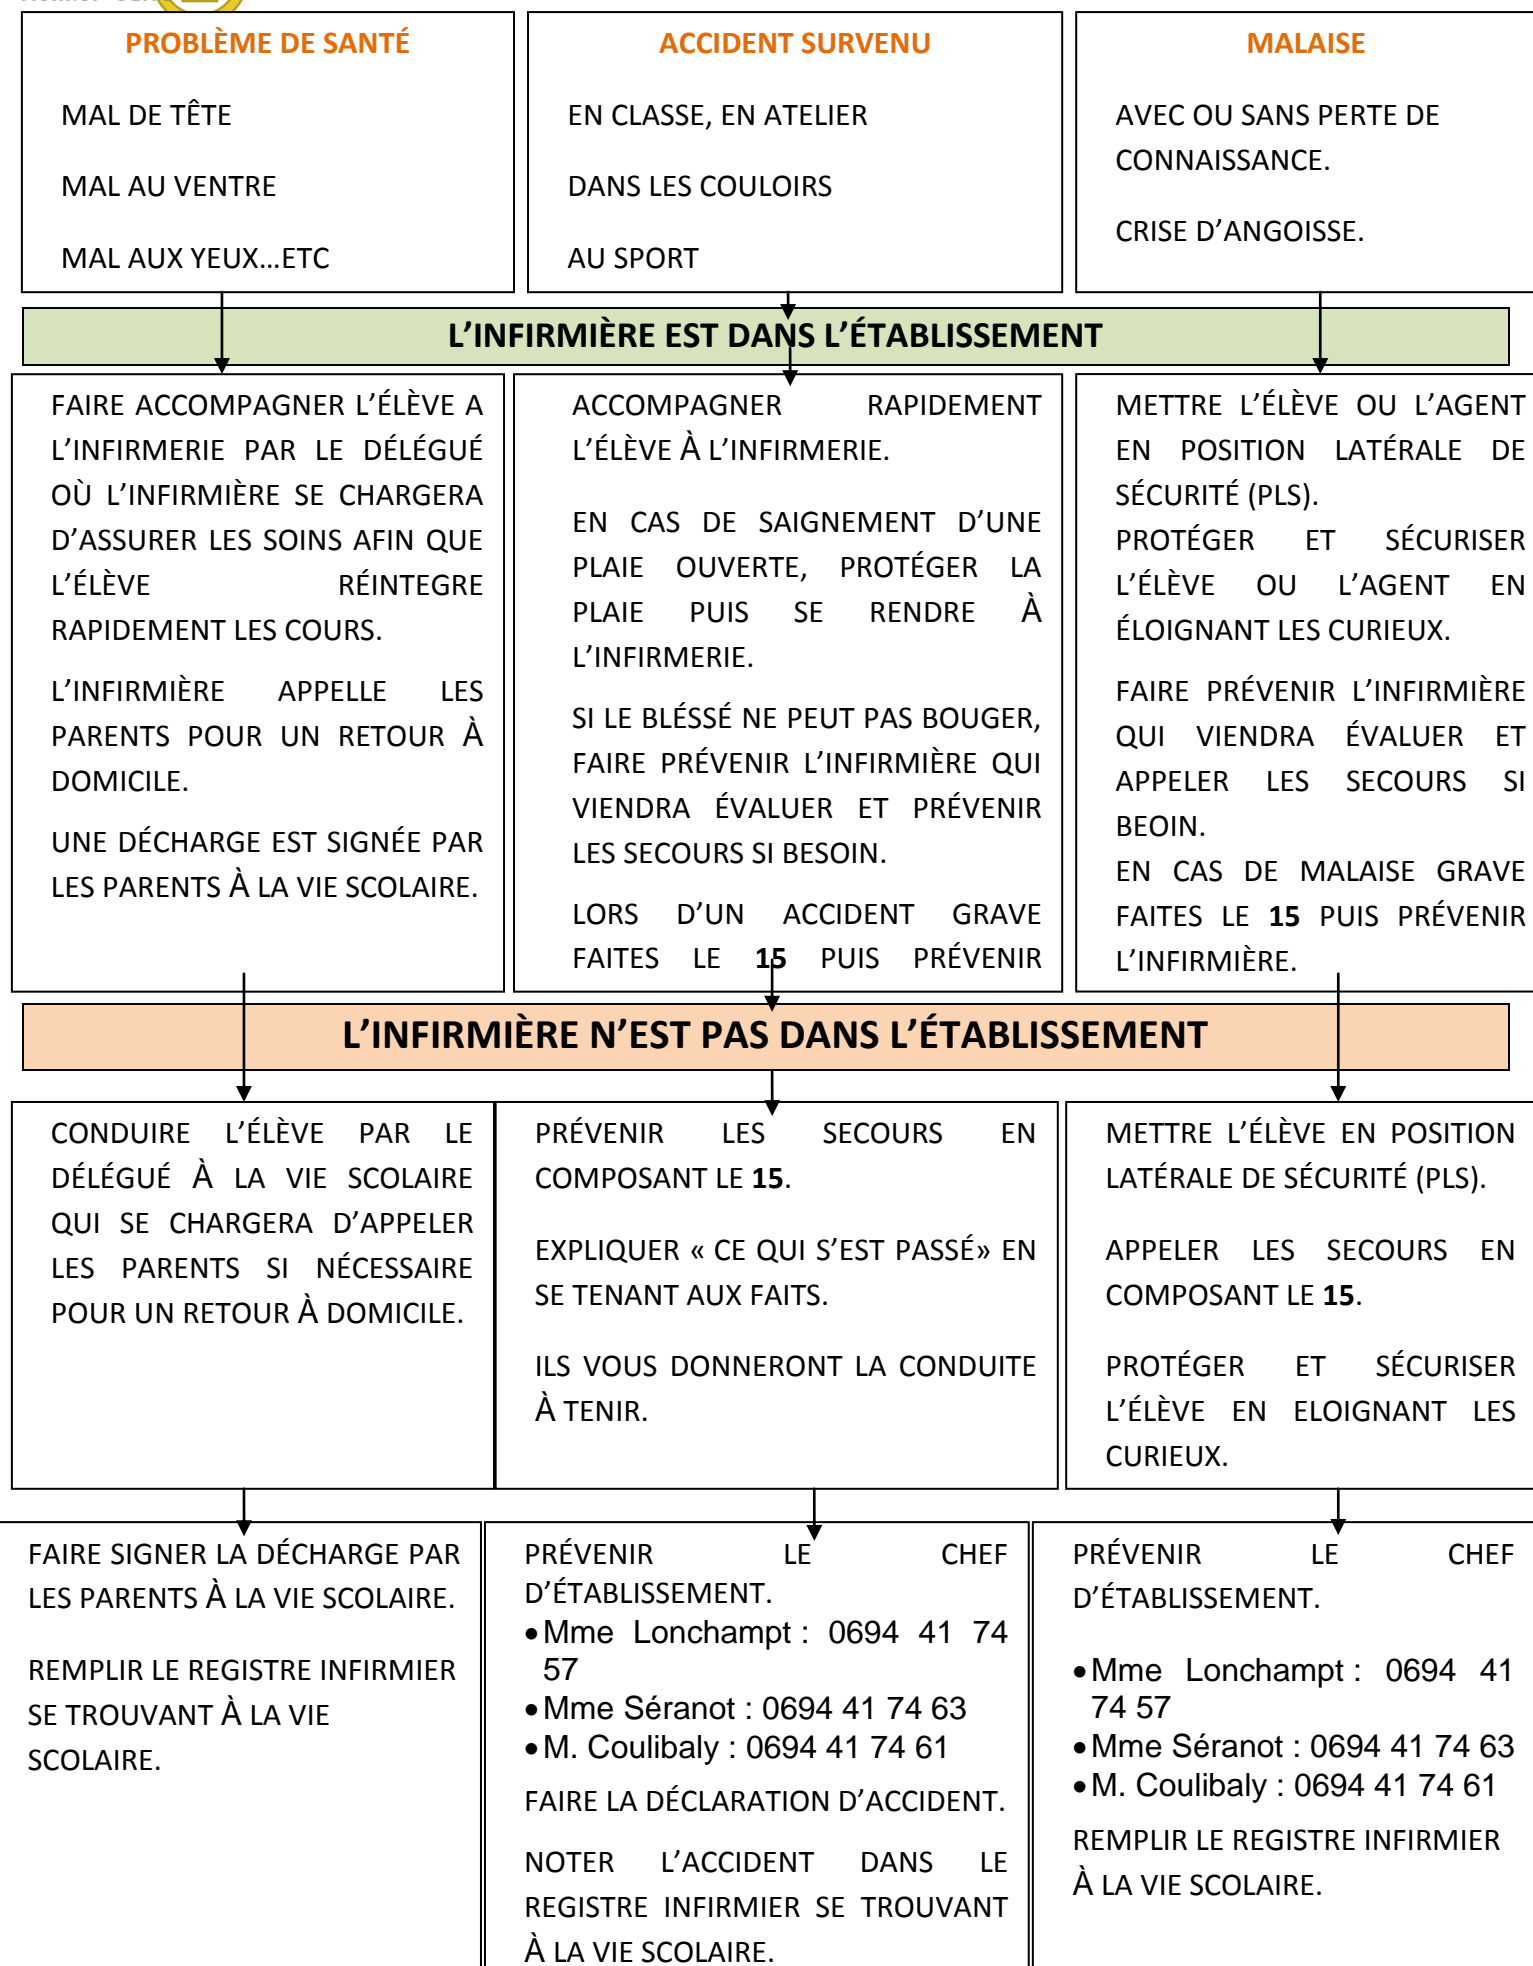 PROBLÈME DE SANTÉ
MAL DE TÊTE
MAL AU VENTRE
MAL AUX YEUX…ETC
ACCIDENT SURVENU
EN CLASSE, EN ATELIER
DANS LES COULOIRS
AU SPORT
MALAISE
AVEC OU SANS PERTE DE
CONNAISSANCE.
CRISE D’ANGOISSE.
L’INFIRMIÈRE EST DANS L’ÉTABLISSEMENT
FAIRE ACCOMPAGNER L’ÉLÈVE A
L’INFIRMERIE PAR LE DÉLÉGUÉ
OÙ L’INFIRMIÈRE SE CHARGERA
D’ASSURER LES SOINS AFIN QUE
L’ÉLÈVE RÉINTEGRE
RAPIDEMENT LES COURS.
L’INFIRMIÈRE APPELLE LES
PARENTS POUR UN RETOUR À
DOMICILE.
UNE DÉCHARGE EST SIGNÉE PAR
LES PARENTS À LA VIE SCOLAIRE.
ACCOMPAGNER RAPIDEMENT
L’ÉLÈVE À L’INFIRMERIE.
EN CAS DE SAIGNEMENT D’UNE
PLAIE OUVERTE, PROTÉGER LA
PLAIE PUIS SE RENDRE À
L’INFIRMERIE.
SI LE BLÉSSÉ NE PEUT PAS BOUGER,
FAIRE PRÉVENIR L’INFIRMIÈRE QUI
VIENDRA ÉVALUER ET PRÉVENIR
LES SECOURS SI BESOIN.
LORS D’UN ACCIDENT GRAVE
FAITES LE 15 PUIS PRÉVENIR
METTRE L’ÉLÈVE OU L’AGENT
EN POSITION LATÉRALE DE
SÉCURITÉ (PLS).
PROTÉGER ET SÉCURISER
L’ÉLÈVE OU L’AGENT EN
ÉLOIGNANT LES CURIEUX.
FAIRE PRÉVENIR L’INFIRMIÈRE
QUI VIENDRA ÉVALUER ET
APPELER LES SECOURS SI
BEOIN.
EN CAS DE MALAISE GRAVE
FAITES LE 15 PUIS PRÉVENIR
L’INFIRMIÈRE.
L’INFIRMIÈRE N’EST PAS DANS L’ÉTABLISSEMENT
CONDUIRE L’ÉLÈVE PAR LE
DÉLÉGUÉ À LA VIE SCOLAIRE
QUI SE CHARGERA D’APPELER
LES PARENTS SI NÉCESSAIRE
POUR UN RETOUR À DOMICILE.
PRÉVENIR LES SECOURS EN
COMPOSANT LE 15.
EXPLIQUER « CE QUI S’EST PASSÉ» EN
SE TENANT AUX FAITS.
ILS VOUS DONNERONT LA CONDUITE
À TENIR.
METTRE L’ÉLÈVE EN POSITION
LATÉRALE DE SÉCURITÉ (PLS).
APPELER LES SECOURS EN
COMPOSANT LE 15.
PROTÉGER ET SÉCURISER
L’ÉLÈVE EN ELOIGNANT LES
CURIEUX.
FAIRE SIGNER LA DÉCHARGE PAR
LES PARENTS À LA VIE SCOLAIRE.
REMPLIR LE REGISTRE INFIRMIER
SE TROUVANT À LA VIE
SCOLAIRE.
PRÉVENIR LE CHEF
D’ÉTABLISSEMENT.
•Mme Lonchampt : 0694 41 74
57
•Mme Séranot : 0694 41 74 63
•M. Coulibaly : 0694 41 74 61
FAIRE LA DÉCLARATION D’ACCIDENT.
NOTER L’ACCIDENT DANS LE
REGISTRE INFIRMIER SE TROUVANT
À LA VIE SCOLAIRE.
PRÉVENIR LE CHEF
D’ÉTABLISSEMENT.
•Mme Lonchampt : 0694 41
74 57
•Mme Séranot : 0694 41 74 63
•M. Coulibaly : 0694 41 74 61
REMPLIR LE REGISTRE INFIRMIER
À LA VIE SCOLAIRE.